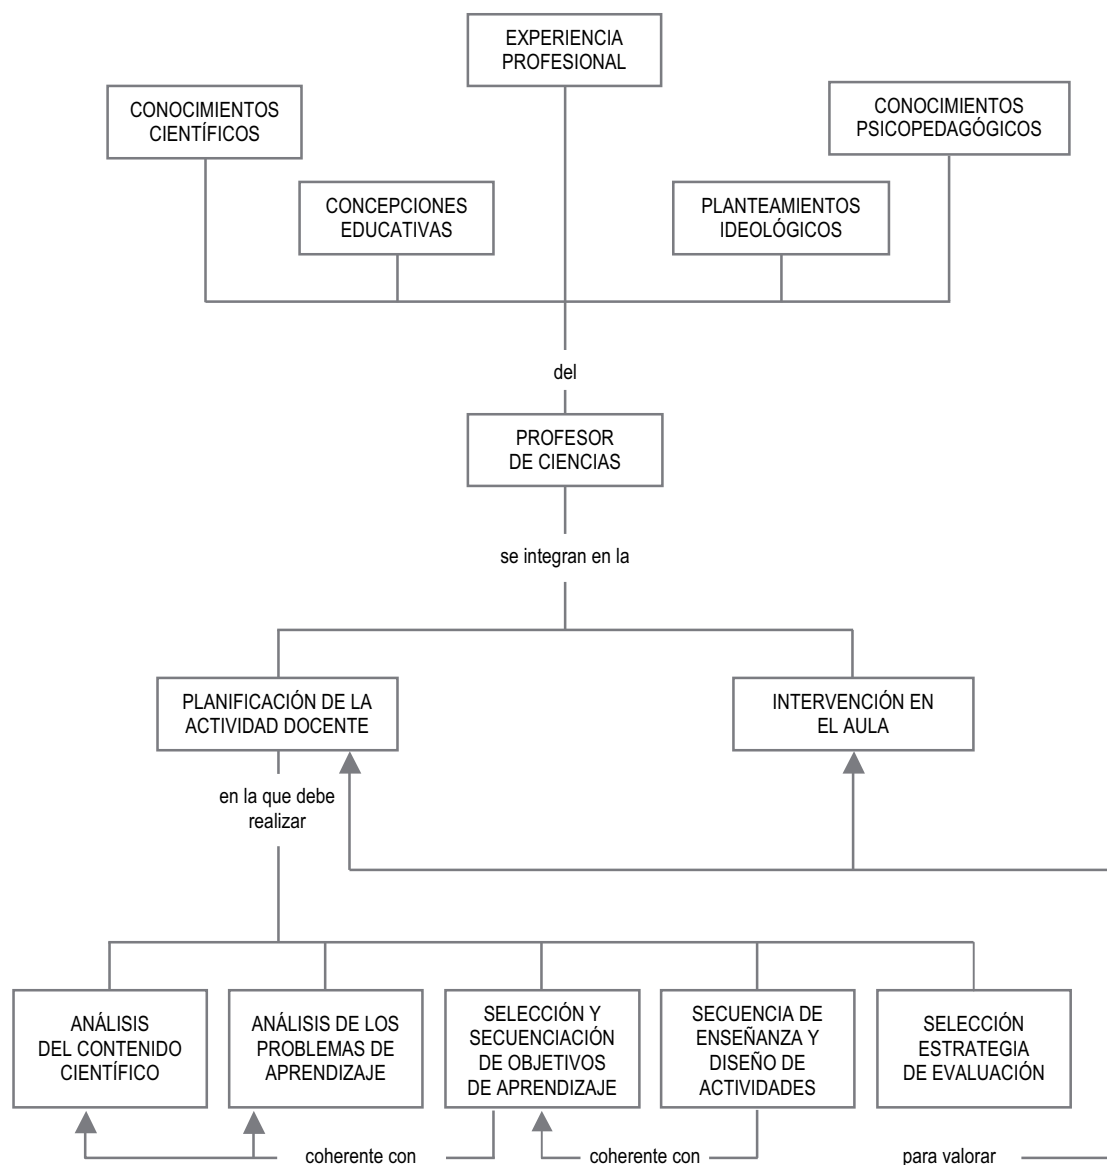 EXPERIENCIA
PROFESIONAL
CONOCIMIENTOS
CIENTÍFICOS
CONOCIMIENTOS
PSICOPEDAGÓGICOS
CONCEPCIONES
EDUCATIVAS
PLANTEAMIENTOS
IDEOLÓGICOS
del
PROFESOR
DE CIENCIAS
se integran en la
PLANIFICACIÓN DE LA
ACTIVIDAD DOCENTE
INTERVENCIÓN EN
EL AULA
en la que debe
realizar
ANÁLISIS
DEL CONTENIDO
CIENTÍFICO
ANÁLISIS DE LOS
PROBLEMAS DE
APRENDIZAJE
SELECCIÓN Y
SECUENCIACIÓN
DE OBJETIVOS
DE APRENDIZAJE
SECUENCIA DE
ENSEÑANZA Y
DISEÑO DE
ACTIVIDADES
SELECCIÓN
ESTRATEGIA
DE EVALUACIÓN
coherente con
coherente con
para valorar